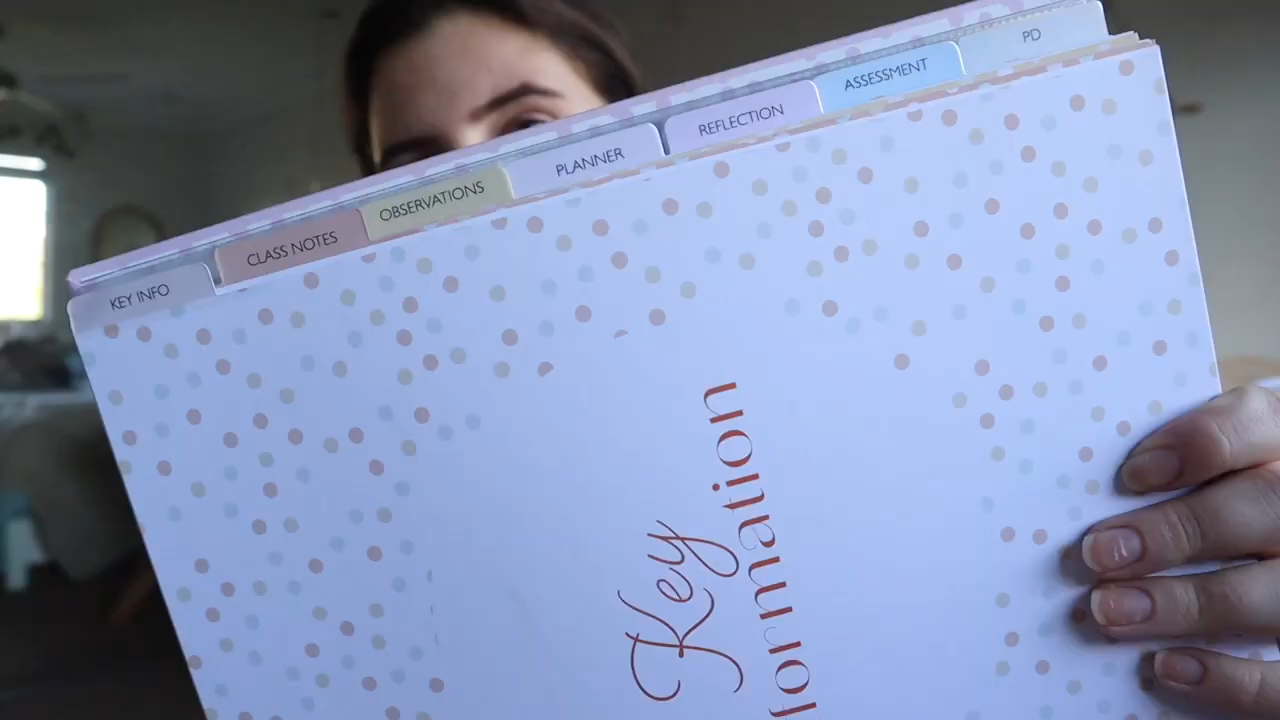 KEY INFO
CLASS NOTES
OBSERVATIONS
PLANNER
REFLECTION
ASSESSMENT
PD
Key
formation